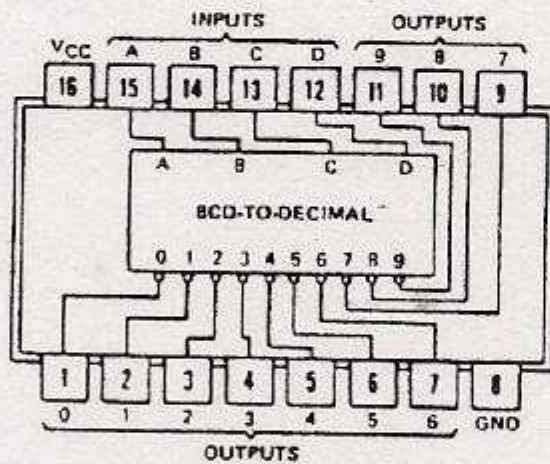 INPUTS OUTPUTS
VCC A B C D 9 8 7
16 15 14 13 12 11 10 9
A B C D
BCD-TO-DECIMAL
0 1 2 3 4 5 6 7 8 9
1 2 3 4 5 6 7 8
0 1 2 3 4 5 6 GND
OUTPUTS